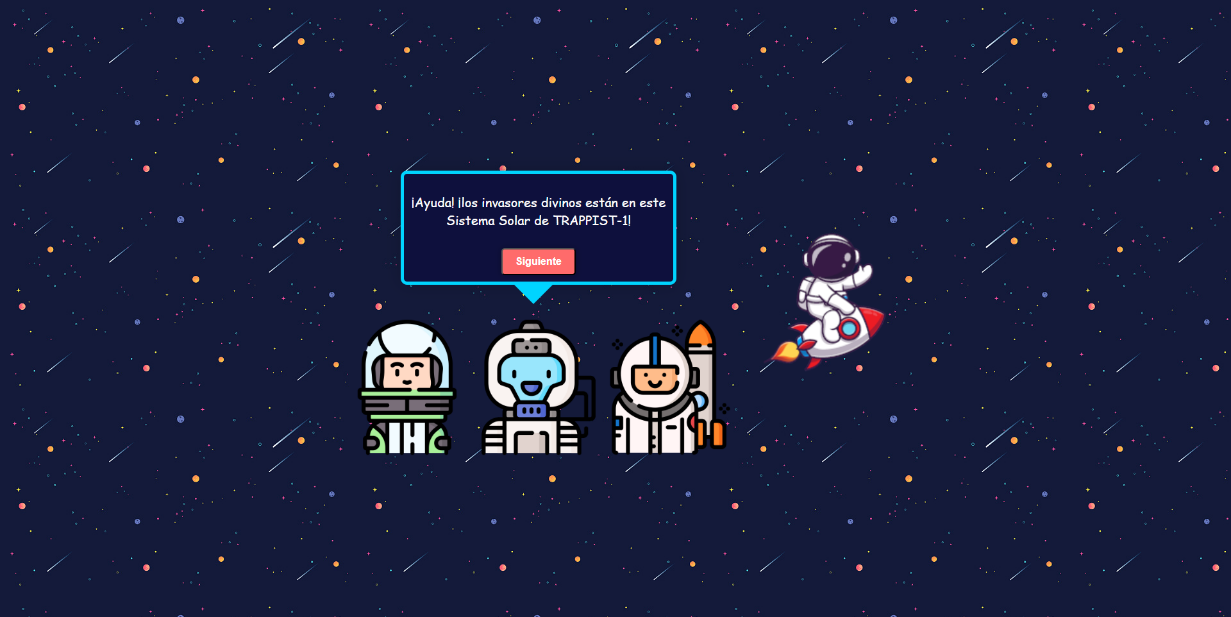 ¡Ayuda! ¡los invasores divinos están en este
Sistema Solar de TRAPPIST-1!
Siguiente